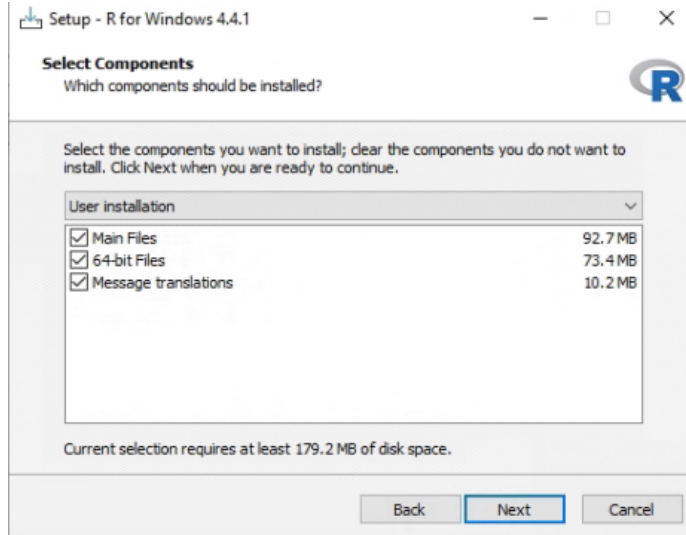 Setup - R for Windows 4.4.1
Select Components
Which components should be installed?
R
Select the components you want to install; clear the components you do not want to
install. Click Next when you are ready to continue.
User installation
Main Files 92.7 MB
64-bit Files 73.4 MB
Message translations 10.2 MB
Current selection requires at least 179.2 MB of disk space.
Back Next Cancel